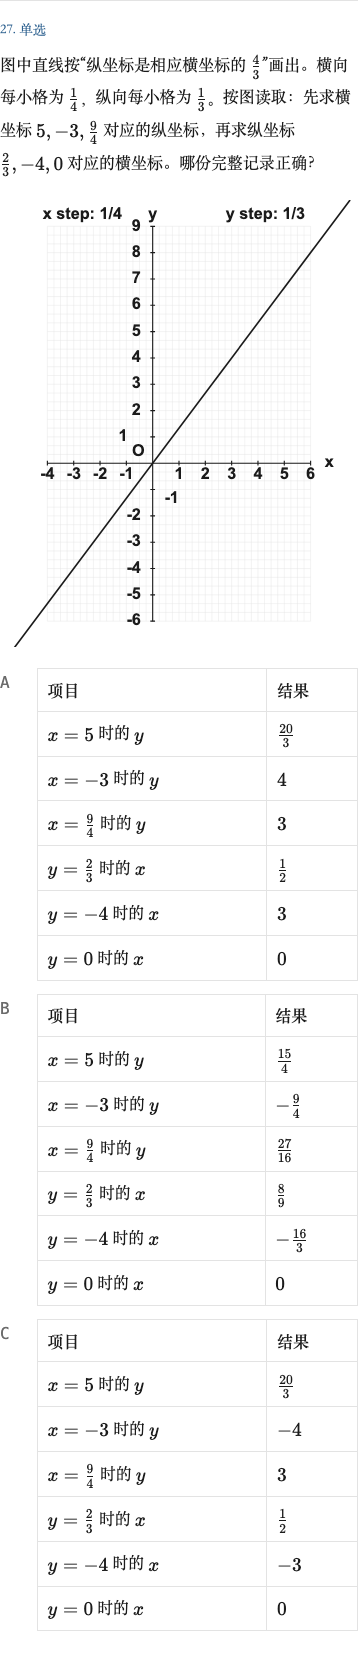 27. 单选
图中直线按“纵坐标是相应横坐标的 4/3”画出。横向
每小格为 1/4，纵向每小格为 1/3。按图读取：先求横
坐标 5, −3, 9/4 对应的纵坐标，再求纵坐标
2/3, −4, 0 对应的横坐标。哪份完整记录正确？
x step: 1/4 y y step: 1/3
9
8
7
6
5
4
3
2
1
O
x
-4 -3 -2 -1 1 2 3 4 5 6
-1
-2
-3
-4
-5
-6
A
项目 结果
x = 5 时的 y 20/3
x = −3 时的 y 4
x = 9/4 时的 y 3
y = 2/3 时的 x 1/2
y = −4 时的 x 3
y = 0 时的 x 0
B
项目 结果
x = 5 时的 y 15/4
x = −3 时的 y −9/4
x = 9/4 时的 y 27/16
y = 2/3 时的 x 8/9
y = −4 时的 x −16/3
y = 0 时的 x 0
C
项目 结果
x = 5 时的 y 20/3
x = −3 时的 y −4
x = 9/4 时的 y 3
y = 2/3 时的 x 1/2
y = −4 时的 x −3
y = 0 时的 x 0